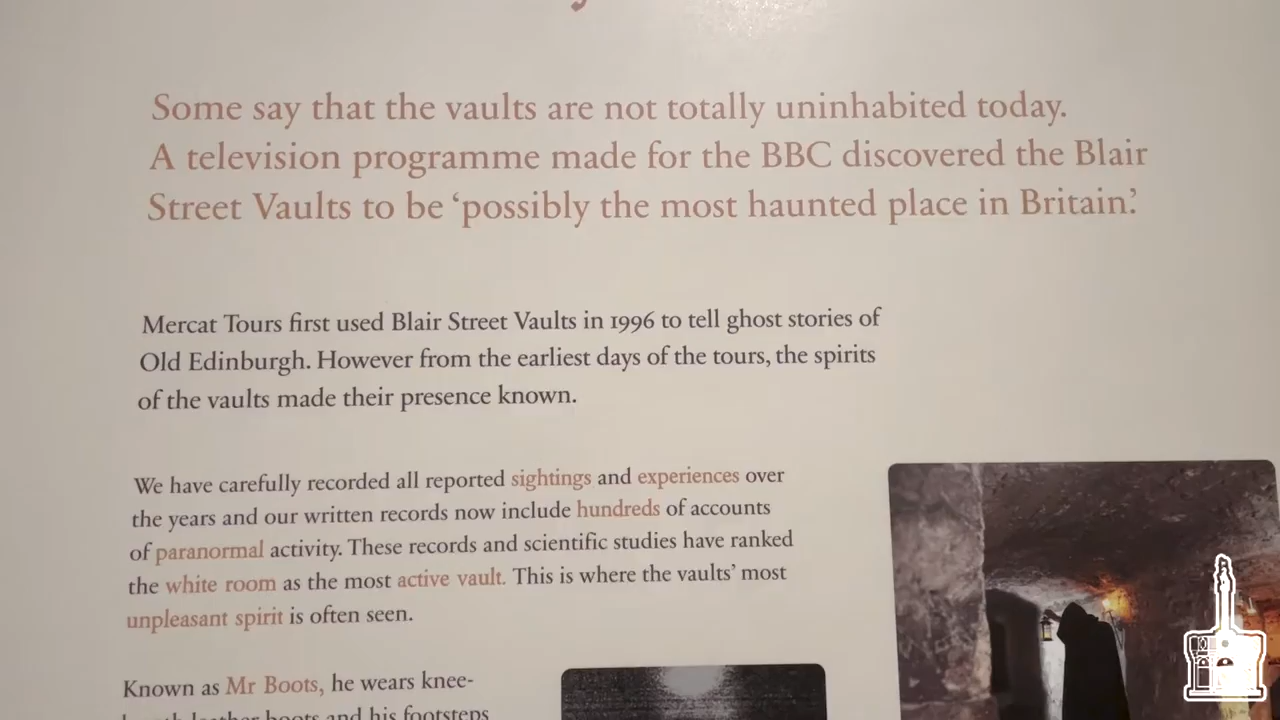 Some say that the vaults are not totally uninhabited today.
A television programme made for the BBC discovered the Blair
Street Vaults to be ‘possibly the most haunted place in Britain.’
Mercat Tours first used Blair Street Vaults in 1996 to tell ghost stories of
Old Edinburgh. However from the earliest days of the tours, the spirits
of the vaults made their presence known.
We have carefully recorded all reported sightings and experiences over
the years and our written records now include hundreds of accounts
of paranormal activity. These records and scientific studies have ranked
the white room as the most active vault. This is where the vaults’ most
unpleasant spirit is often seen.
Known as Mr Boots, he wears knee-
leather boots and his footsteps